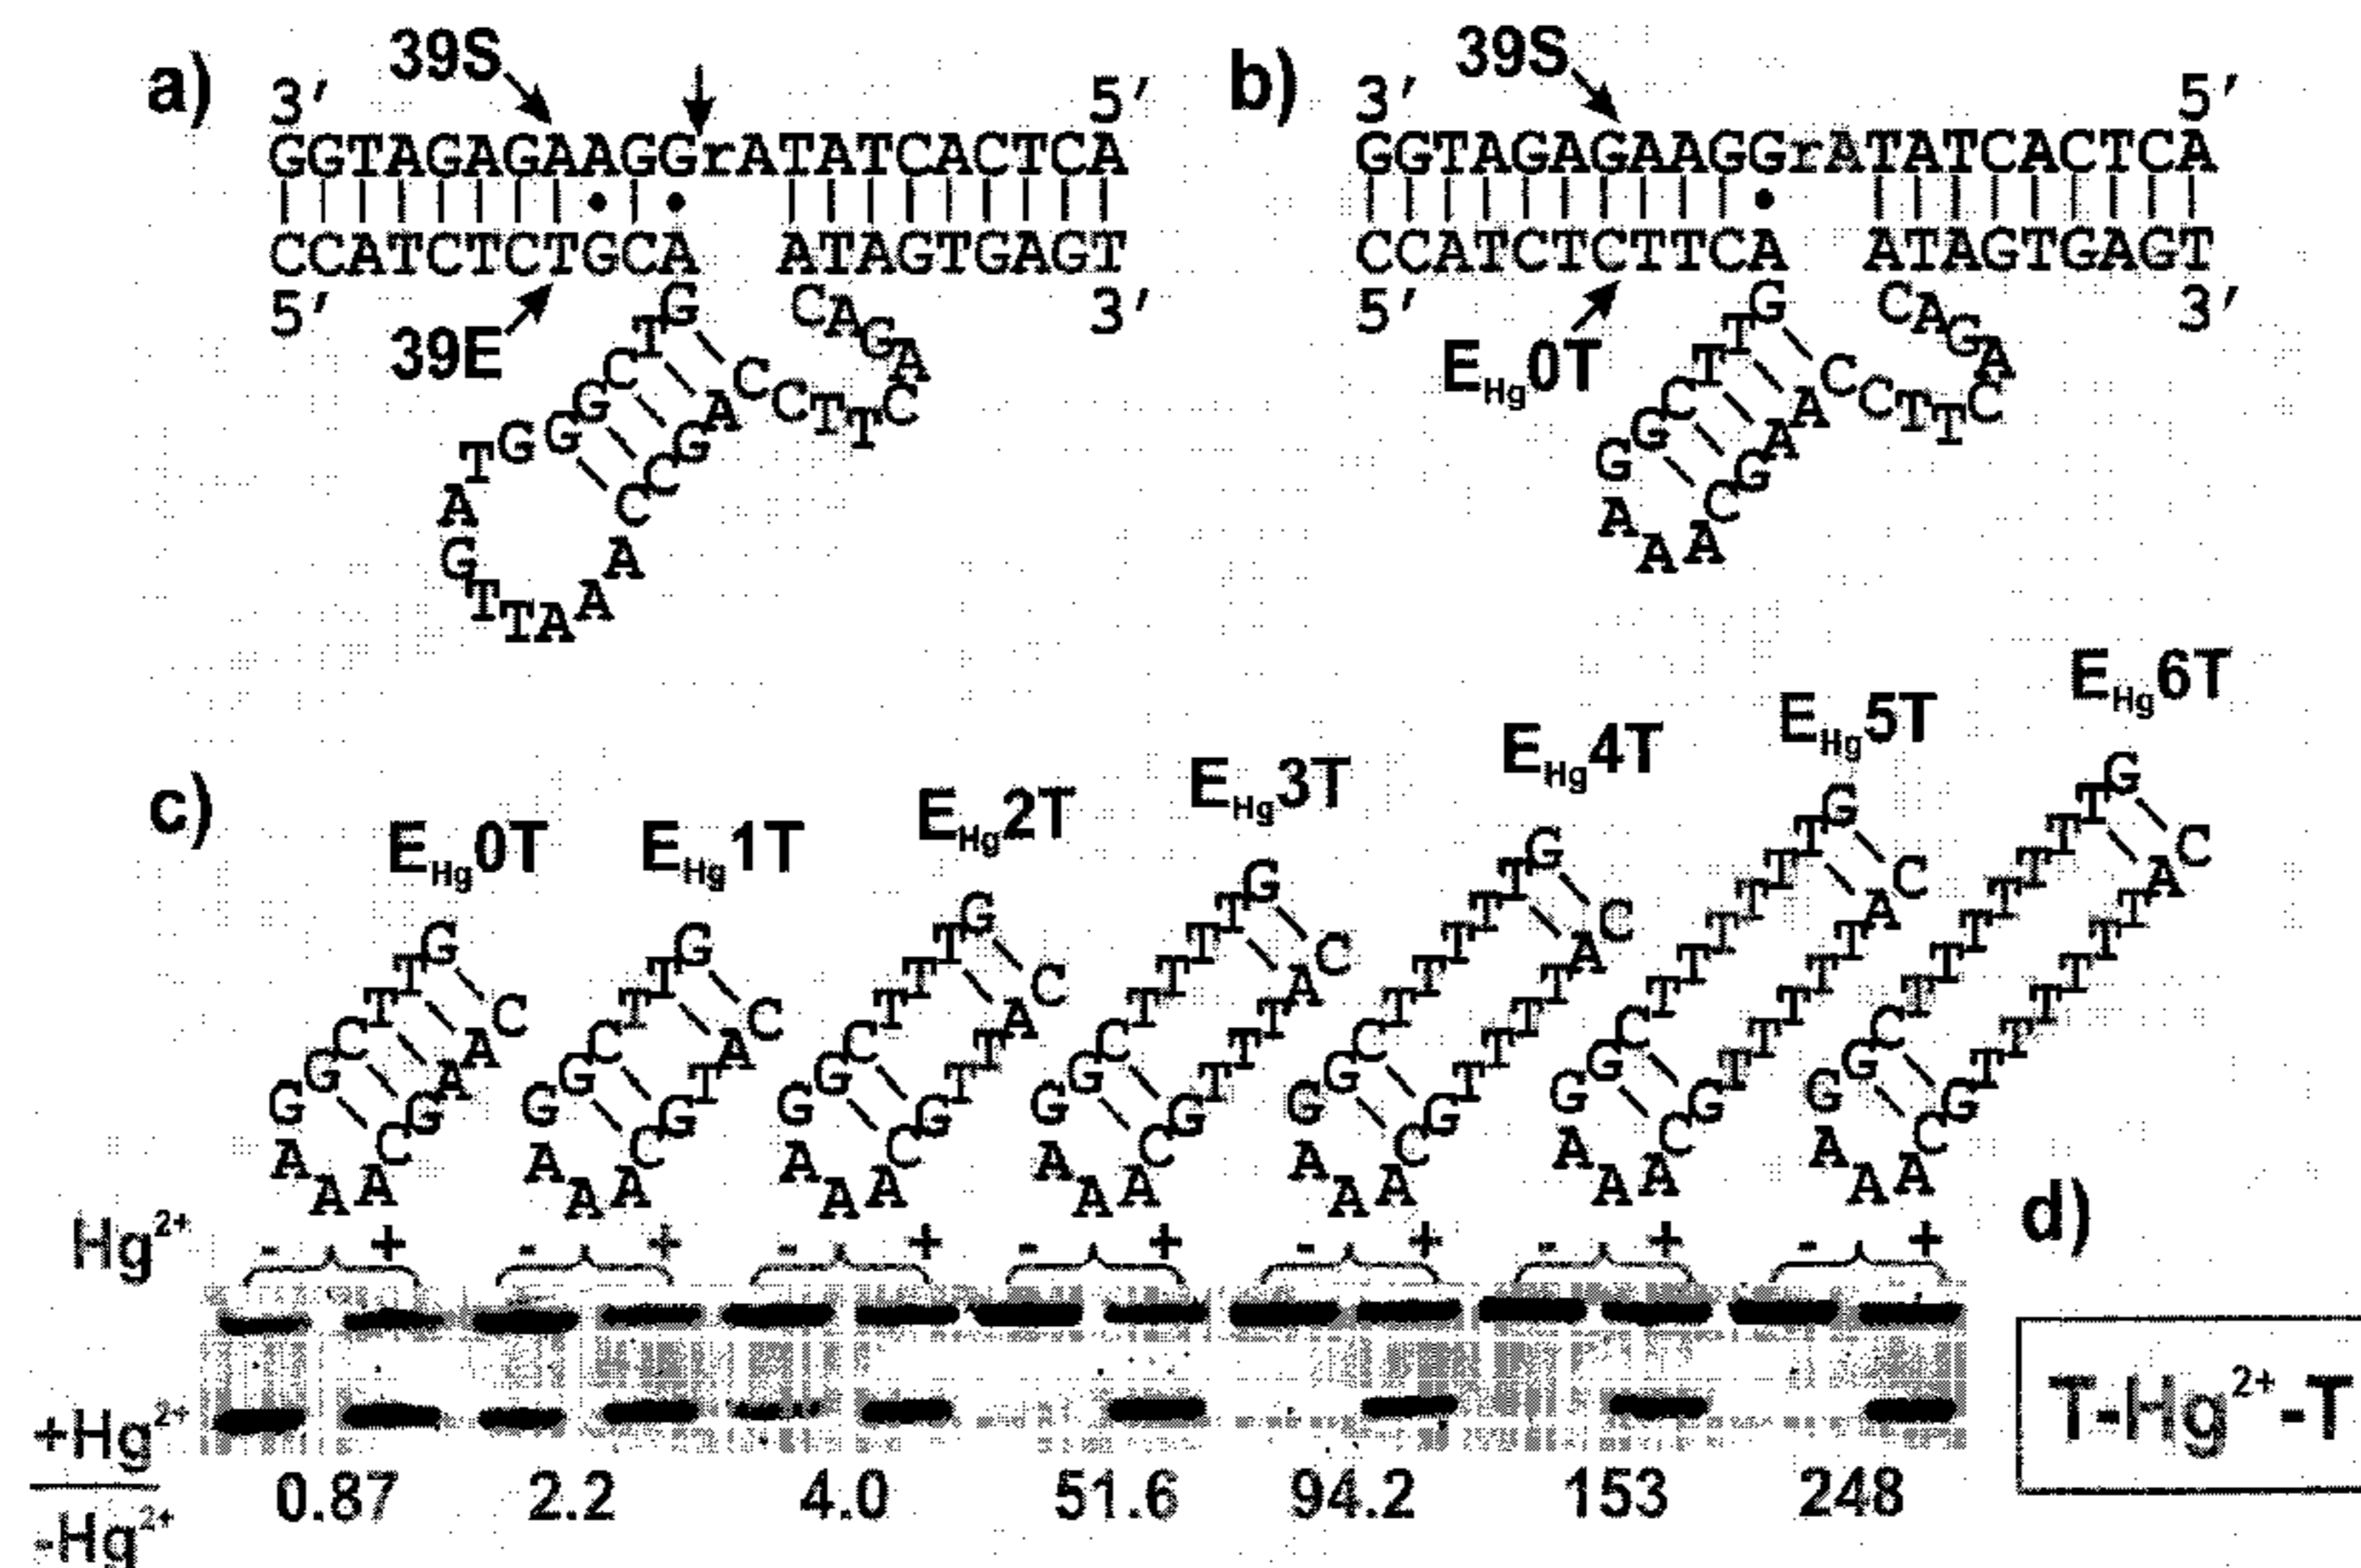 a)
39S
3′ 5′
GGTAGAGAAGGrATATCACTCA
CCATCTCTGCA ATAGTGAGT
5′ 3′
39E
G
T
C
G
G
G
T
A
G
T
T
A
A
A
C
C
G
A
C
C
T
T
C
A
G
A
C
b)
39S
3′ 5′
GGTAGAGAAGGrATATCACTCA
CCATCTCTTCA ATAGTGAGT
5′ 3′
EHg0T
G
T
T
C
G
G
A
A
A
C
G
A
A
C
C
T
T
C
A
G
A
C
c)
EHg0T EHg1T EHg2T EHg3T EHg4T EHg5T EHg6T
G T T C G G A A A C G A A C
G T T C G G A A A C G T A C
G T T T C G G A A A C G T T A C
G T T T T C G G A A A C G T T T A C
G T T T T T C G G A A A C G T T T T A C
G T T T T T T C G G A A A C G T T T T T A C
G T T T T T T T C G G A A A C G T T T T T T A C
Hg2+ - + - + - + - + - + - + - +
+Hg2+
-Hg2+
0.87 2.2 4.0 51.6 94.2 153 248
d)
T-Hg2+-T